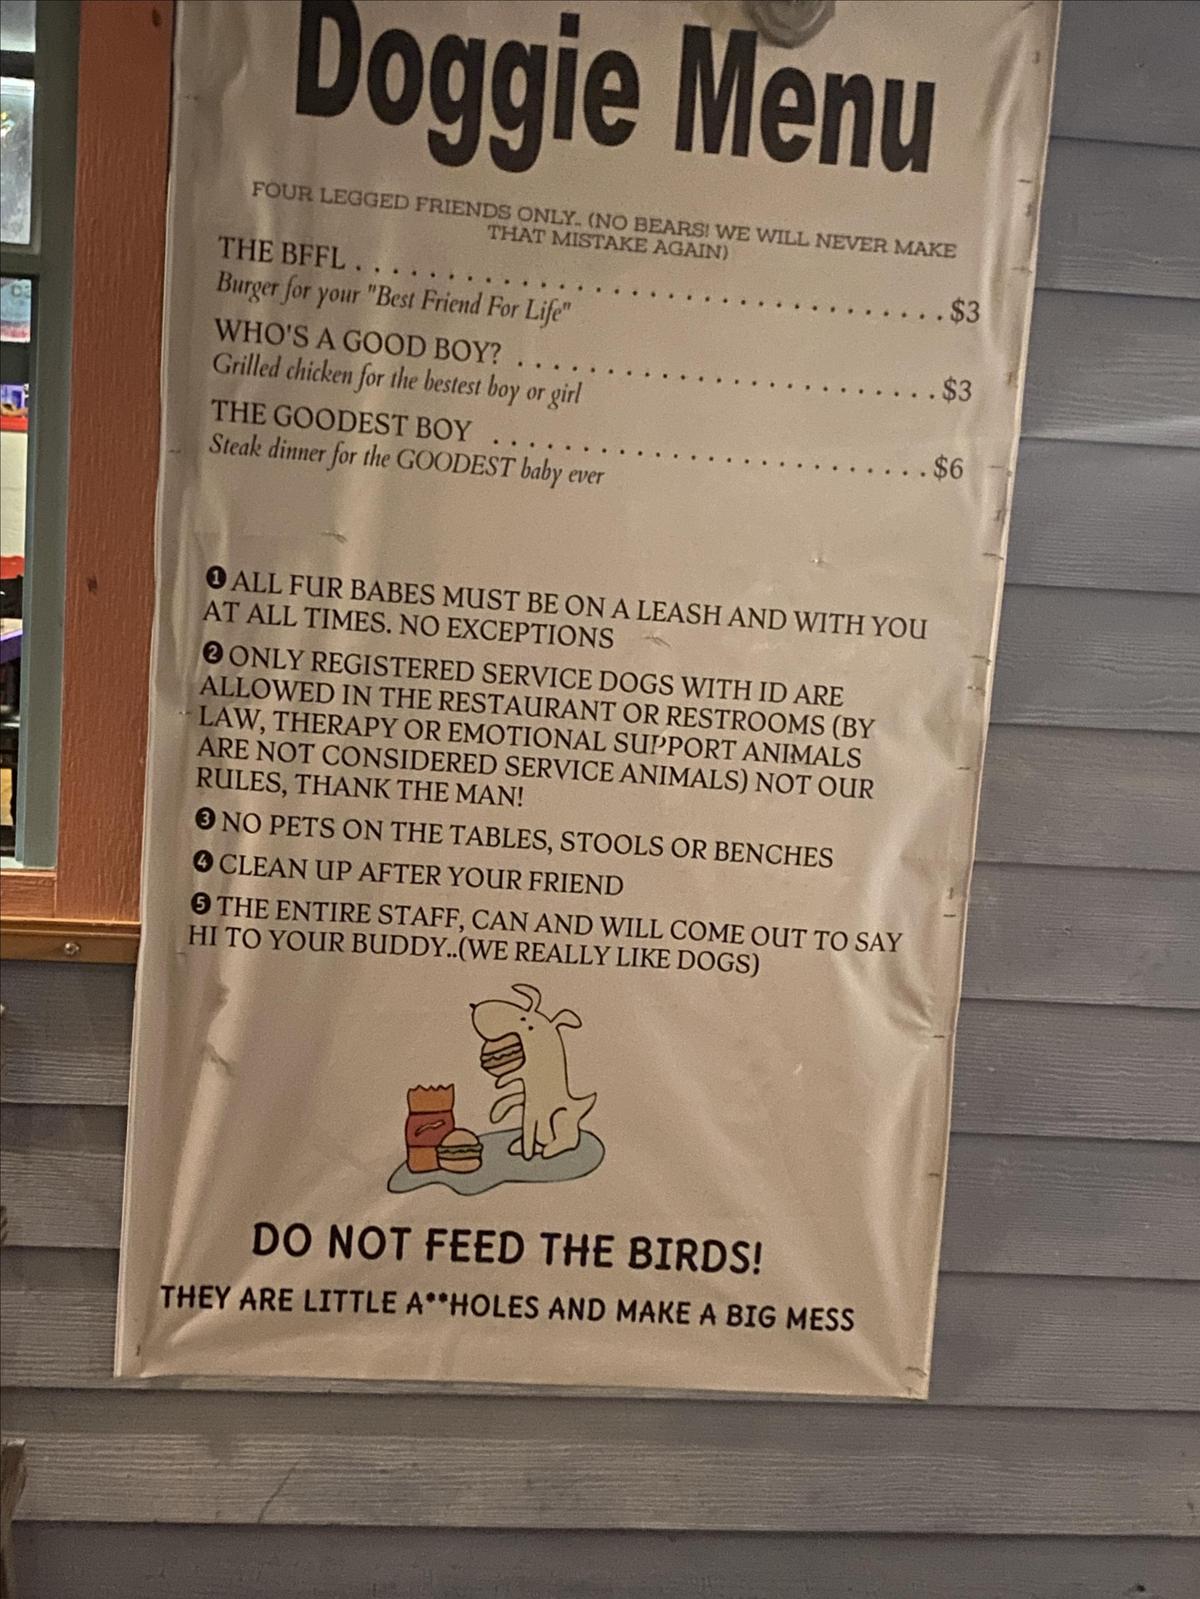 Doggie Menu
FOUR LEGGED FRIENDS ONLY.. (NO BEARS! WE WILL NEVER MAKE
THAT MISTAKE AGAIN)
THE BFFL . . . . . . . . . . . . . . . . . . . . . . . . . . . . . . . . . $3
Burger for your "Best Friend For Life"
WHO'S A GOOD BOY? . . . . . . . . . . . . . . . . . . . . . . . $3
Grilled chicken for the bestest boy or girl
THE GOODEST BOY . . . . . . . . . . . . . . . . . . . . . . . . $6
Steak dinner for the GOODEST baby ever
❶ ALL FUR BABES MUST BE ON A LEASH AND WITH YOU
AT ALL TIMES. NO EXCEPTIONS
❷ ONLY REGISTERED SERVICE DOGS WITH ID ARE
ALLOWED IN THE RESTAURANT OR RESTROOMS (BY
LAW, THERAPY OR EMOTIONAL SUPPORT ANIMALS
ARE NOT CONSIDERED SERVICE ANIMALS) NOT OUR
RULES, THANK THE MAN!
❸ NO PETS ON THE TABLES, STOOLS OR BENCHES
❹ CLEAN UP AFTER YOUR FRIEND
❺ THE ENTIRE STAFF, CAN AND WILL COME OUT TO SAY
HI TO YOUR BUDDY..(WE REALLY LIKE DOGS)
DO NOT FEED THE BIRDS!
THEY ARE LITTLE A**HOLES AND MAKE A BIG MESS